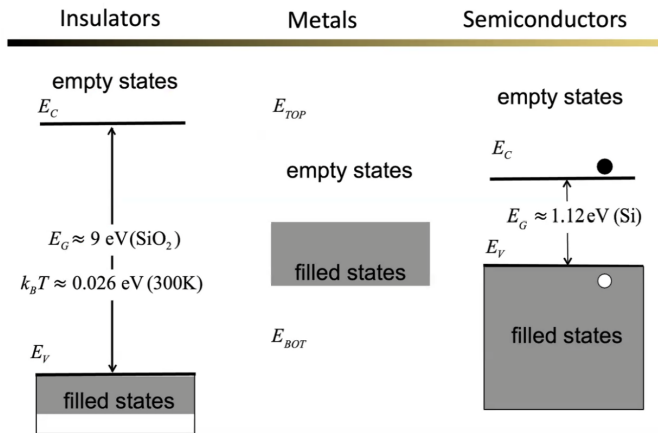 Insulators
Metals
Semiconductors
empty states
E_C
E_G ≈ 9 eV (SiO₂)
k_BT ≈ 0.026 eV (300K)
E_V
filled states
E_TOP
empty states
filled states
E_BOT
empty states
E_C
E_G ≈ 1.12 eV (Si)
E_V
filled states